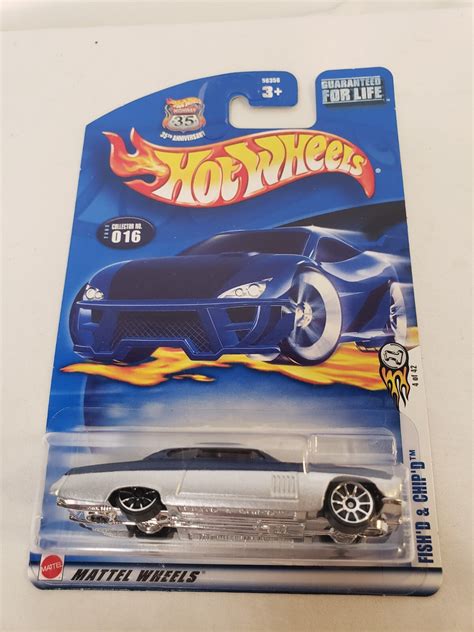 HOT WHEELS
HIGHWAY
35
35TH ANNIVERSARY
3+
GUARANTEED
FOR LIFE
HOT WHEELS
2003
COLLECTOR NO.
016
4 of 42
FISH'D & CHIP'D™
MATTEL
MATTEL WHEELS